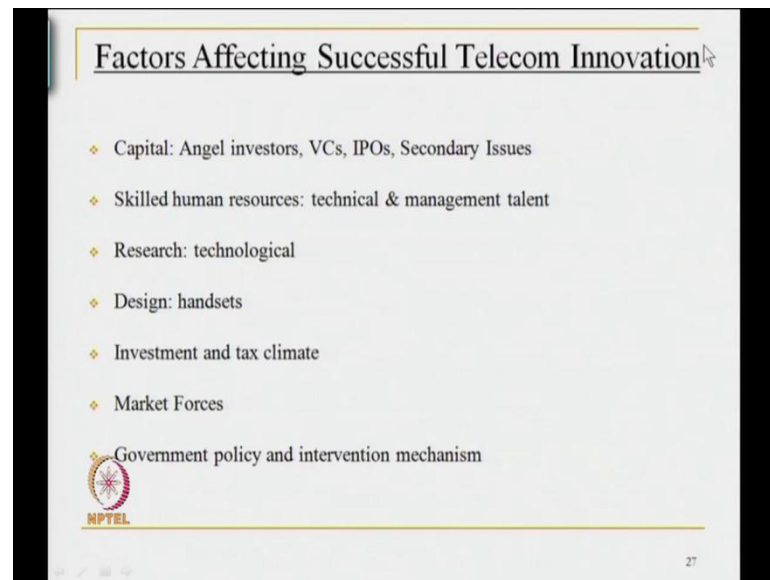 Factors Affecting Successful Telecom Innovation
Capital: Angel investors, VCs, IPOs, Secondary Issues
Skilled human resources: technical & management talent
Research: technological
Design: handsets
Investment and tax climate
Market Forces
Government policy and intervention mechanism
NPTEL
27